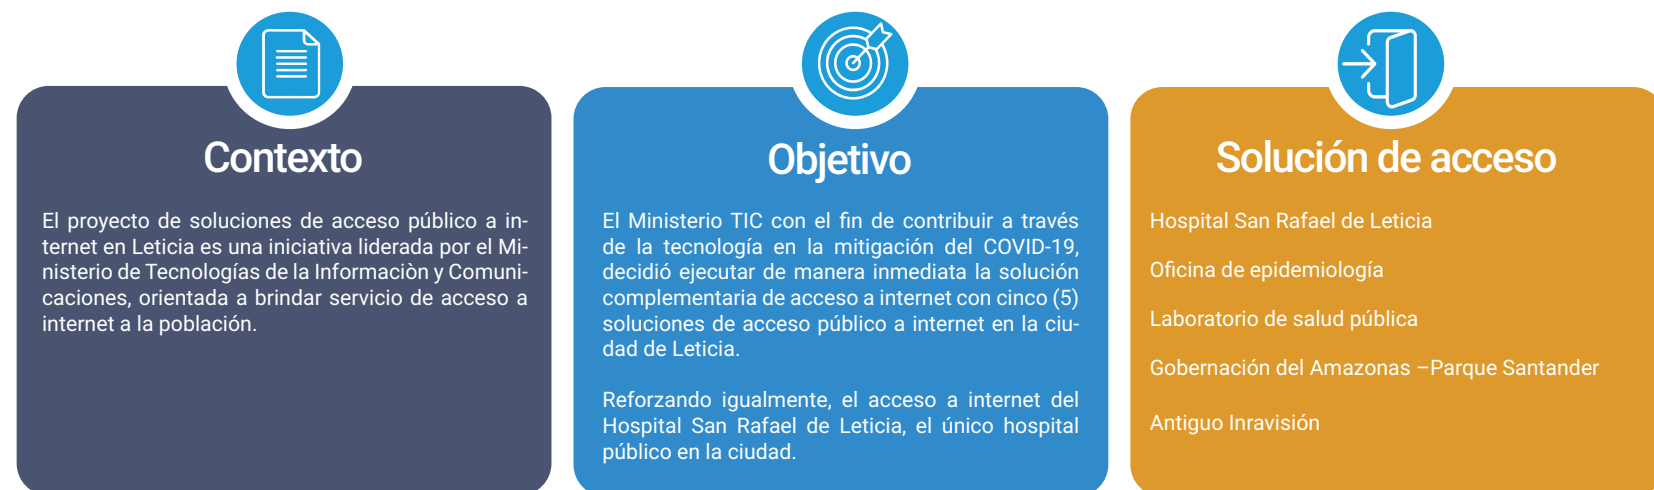 Contexto
El proyecto de soluciones de acceso público a in-
ternet en Leticia es una iniciativa liderada por el Mi-
nisterio de Tecnologías de la Informaciòn y Comuni-
caciones, orientada a brindar servicio de acceso a
internet a la población.
Objetivo
El Ministerio TIC con el fin de contribuir a través
de la tecnología en la mitigación del COVID-19,
decidió ejecutar de manera inmediata la solución
complementaria de acceso a internet con cinco (5)
soluciones de acceso público a internet en la ciu-
dad de Leticia.
Reforzando igualmente, el acceso a internet del
Hospital San Rafael de Leticia, el único hospital
público en la ciudad.
Solución de acceso
Hospital San Rafael de Leticia
Oficina de epidemiología
Laboratorio de salud pública
Gobernación del Amazonas –Parque Santander
Antiguo Inravisión